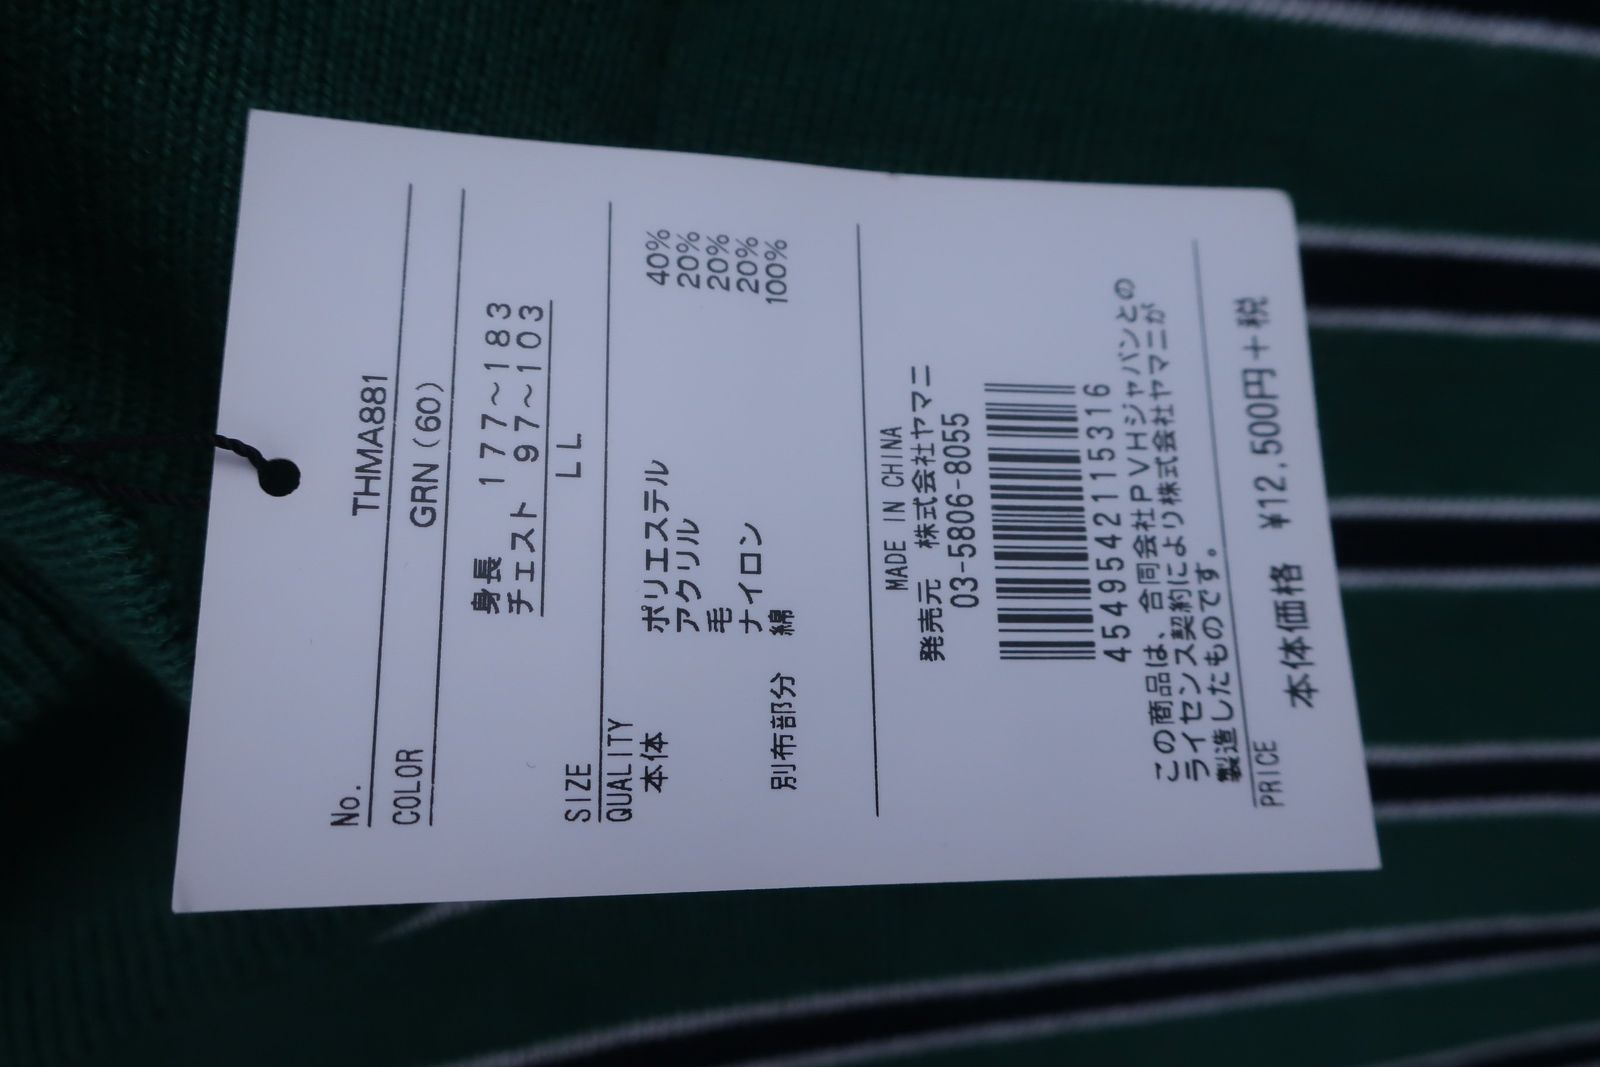 No. THMA881
COLOR GRN(60)
身長 177～183
チェスト 97～103
SIZE LL
QUALITY
本体 ポリエステル 40%
アクリル 20%
毛 20%
ナイロン 20%
別布部分 綿 100%
MADE IN CHINA
発売元 株式会社ヤマニ
03-5806-8055
4549542115316
この商品は、合同会社PVHジャパンとの
ライセンス契約により株式会社ヤマニが
製造したものです。
PRICE
本体価格 ¥12,500円+税